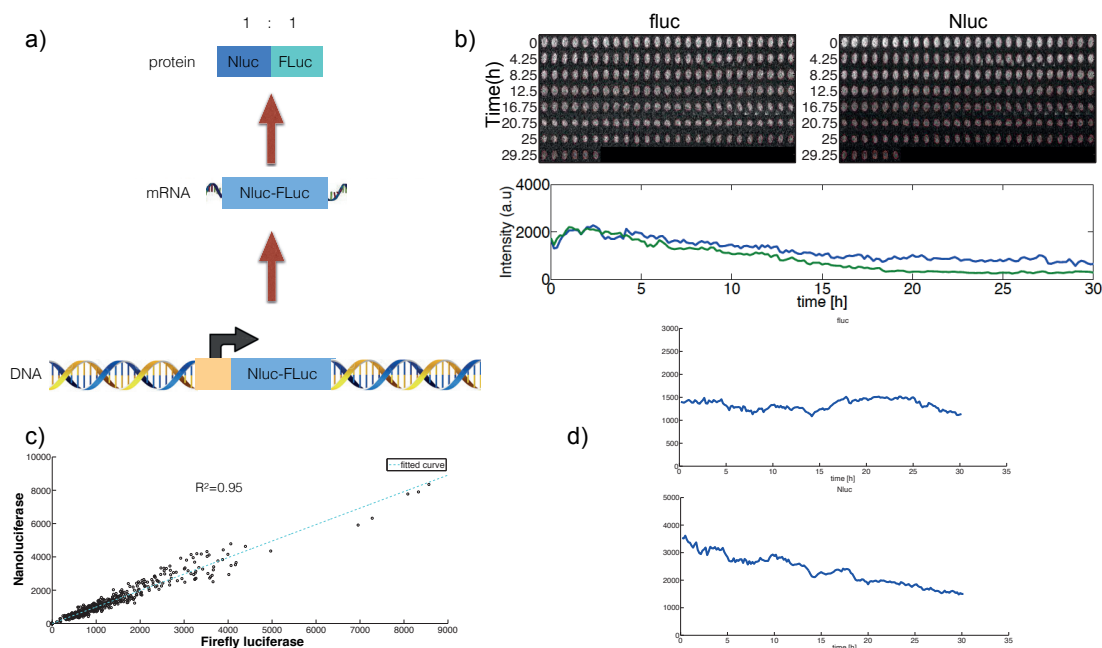 a)
1 : 1
protein
Nluc
FLuc
mRNA
Nluc-FLuc
DNA
Nluc-FLuc
b)
fluc
Nluc
Time(h)
0
4.25
8.25
12.5
16.75
20.75
25
29.25
0
4.25
8.25
12.5
16.75
20.75
25
29.25
Intensity (a.u)
4000
2000
0
0 5 10 15 20 25 30
time [h]
c)
10000
8000
6000
4000
2000
0
Nanoluciferase
R²=0.95
fitted curve
0 1000 2000 3000 4000 5000 6000 7000 8000 9000
Firefly luciferase
d)
fluc
3000
2500
2000
1500
1000
500
0
0 5 10 15 20 25 30 35
time [h]
Nluc
5000
4000
3000
2000
1000
0
0 5 10 15 20 25 30 35
time [h]